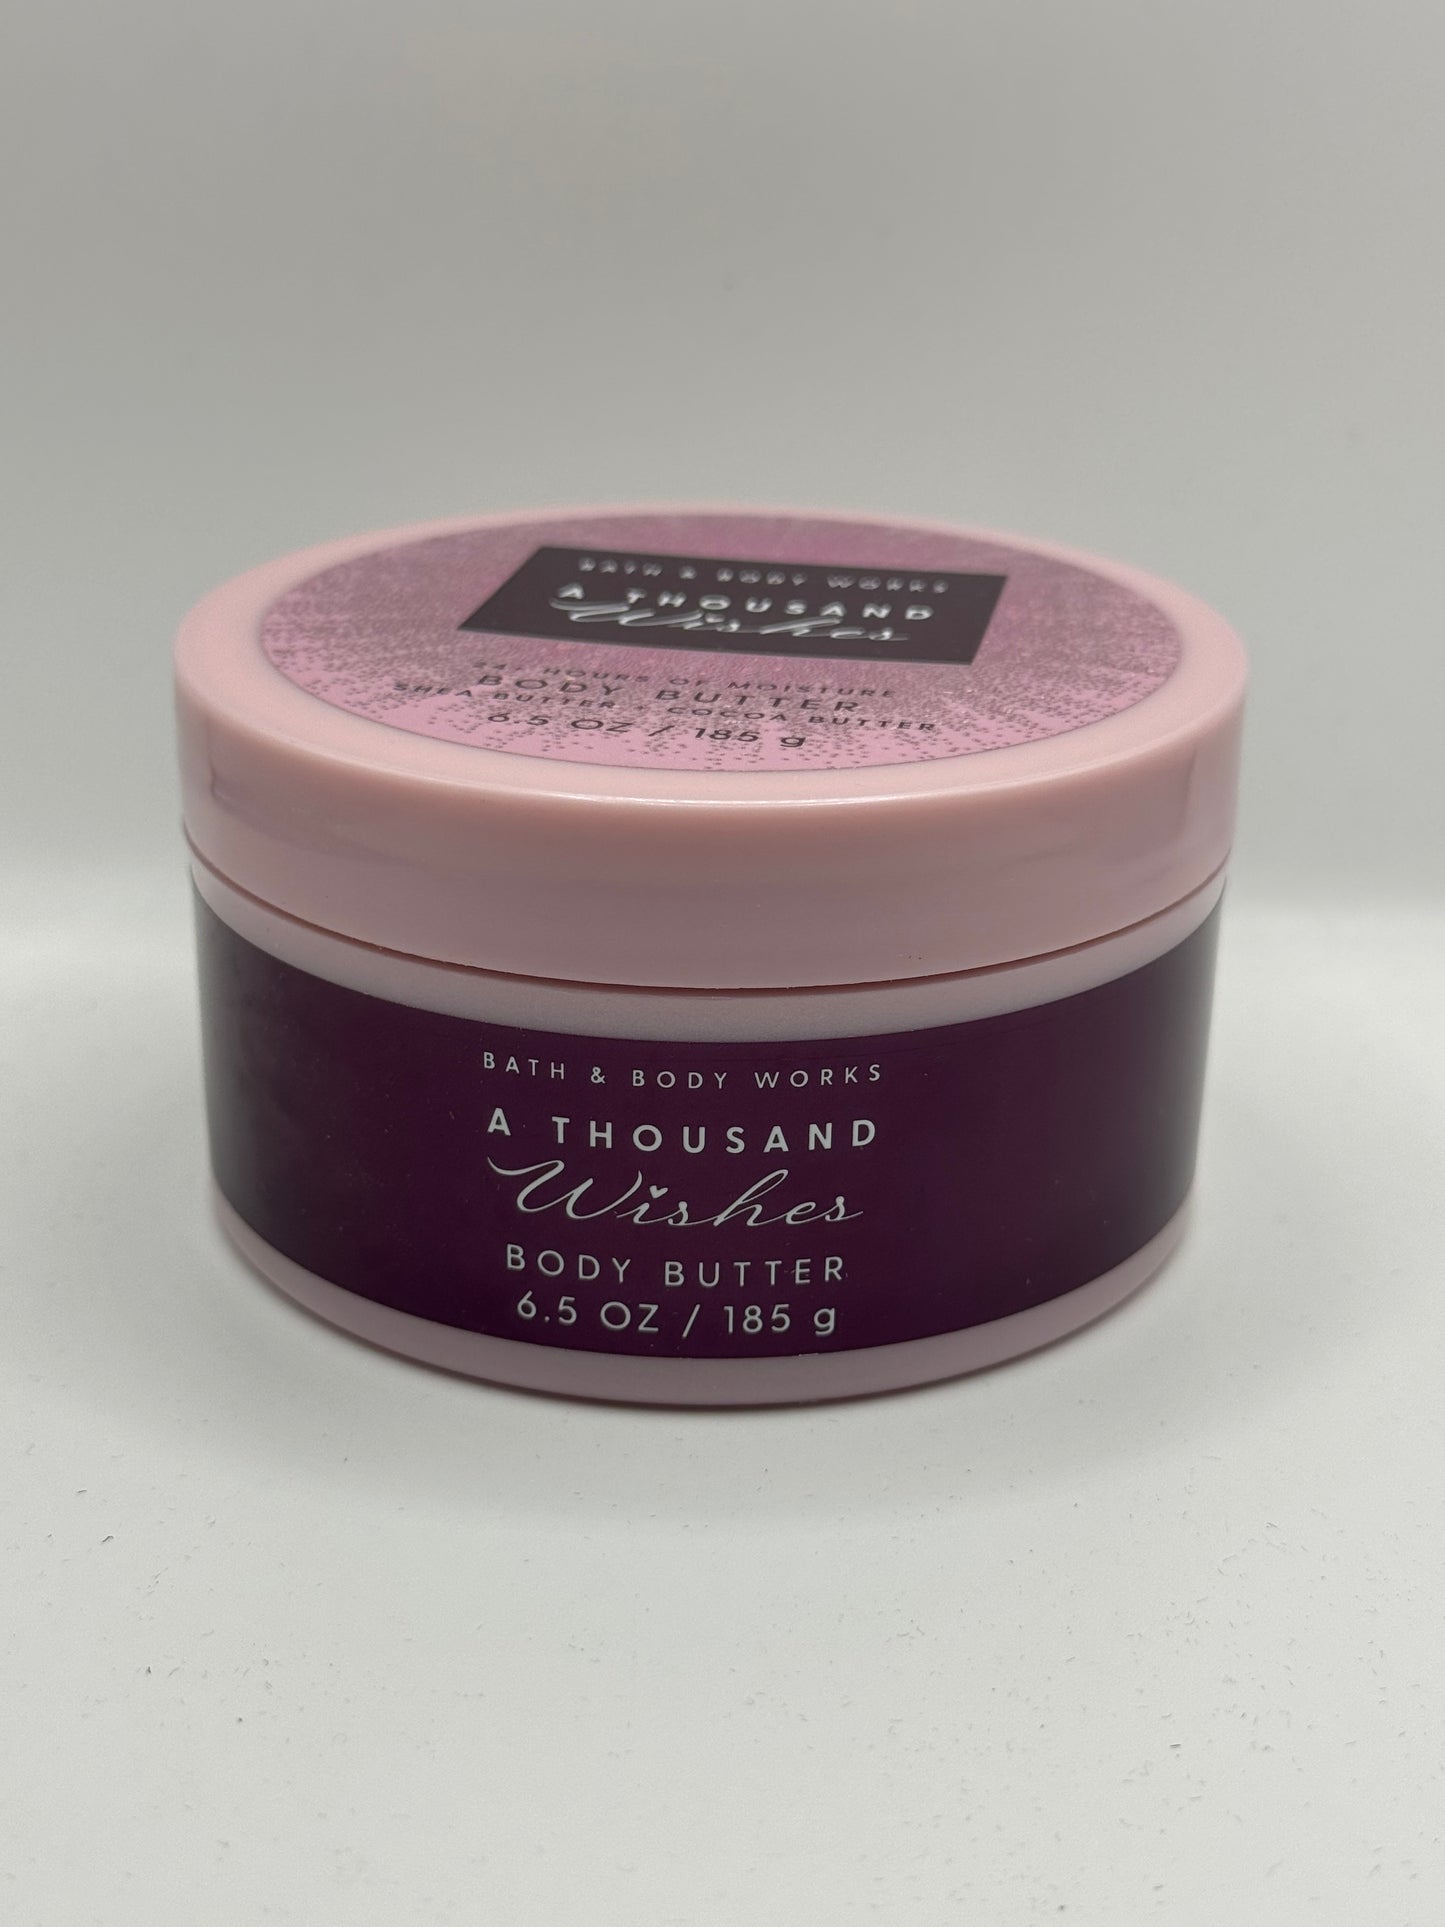 BATH & BODY WORKS
A THOUSAND
Wishes
24+ HOURS OF MOISTURE
BODY BUTTER
SHEA BUTTER + COCOA BUTTER
6.5 OZ / 185 g
BATH & BODY WORKS
A THOUSAND
Wishes
BODY BUTTER
6.5 OZ / 185 g